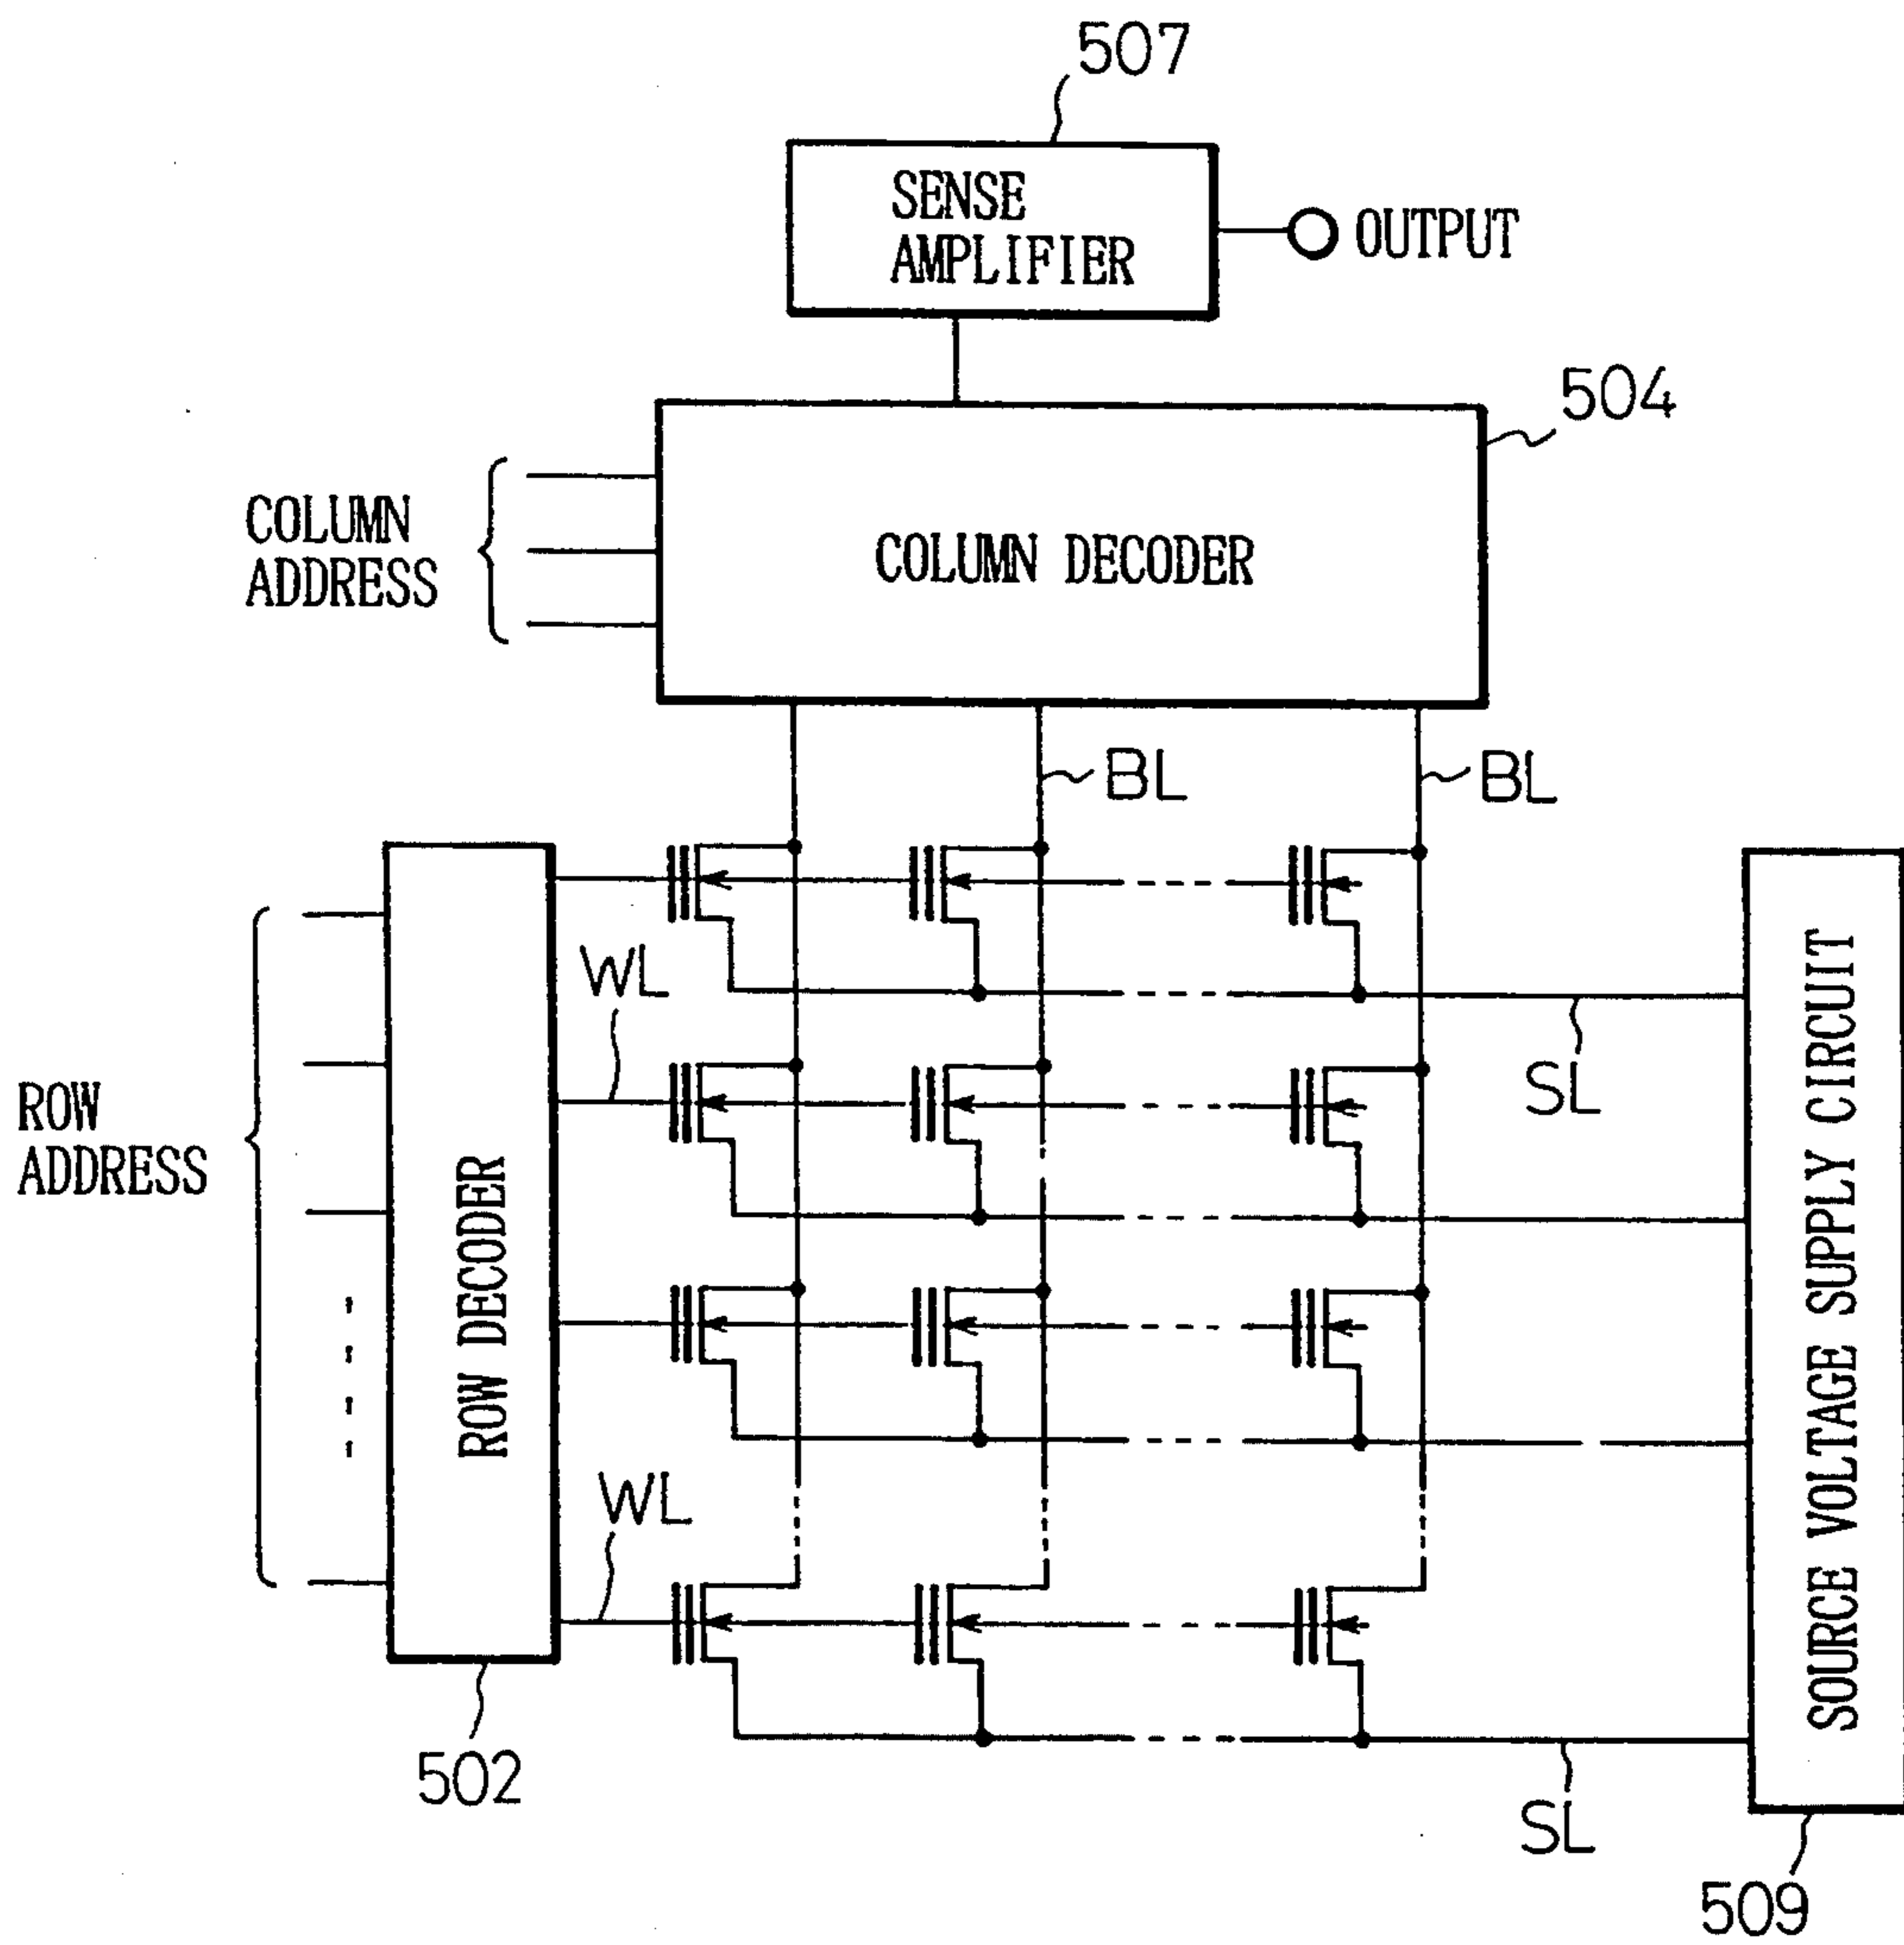 507
SENSE
AMPLIFIER
OUTPUT
504
COLUMN
ADDRESS
COLUMN DECODER
BL
BL
WL
SL
ROW
ADDRESS
ROW DECODER
SOURCE VOLTAGE SUPPLY CIRCUIT
WL
502
SL
509